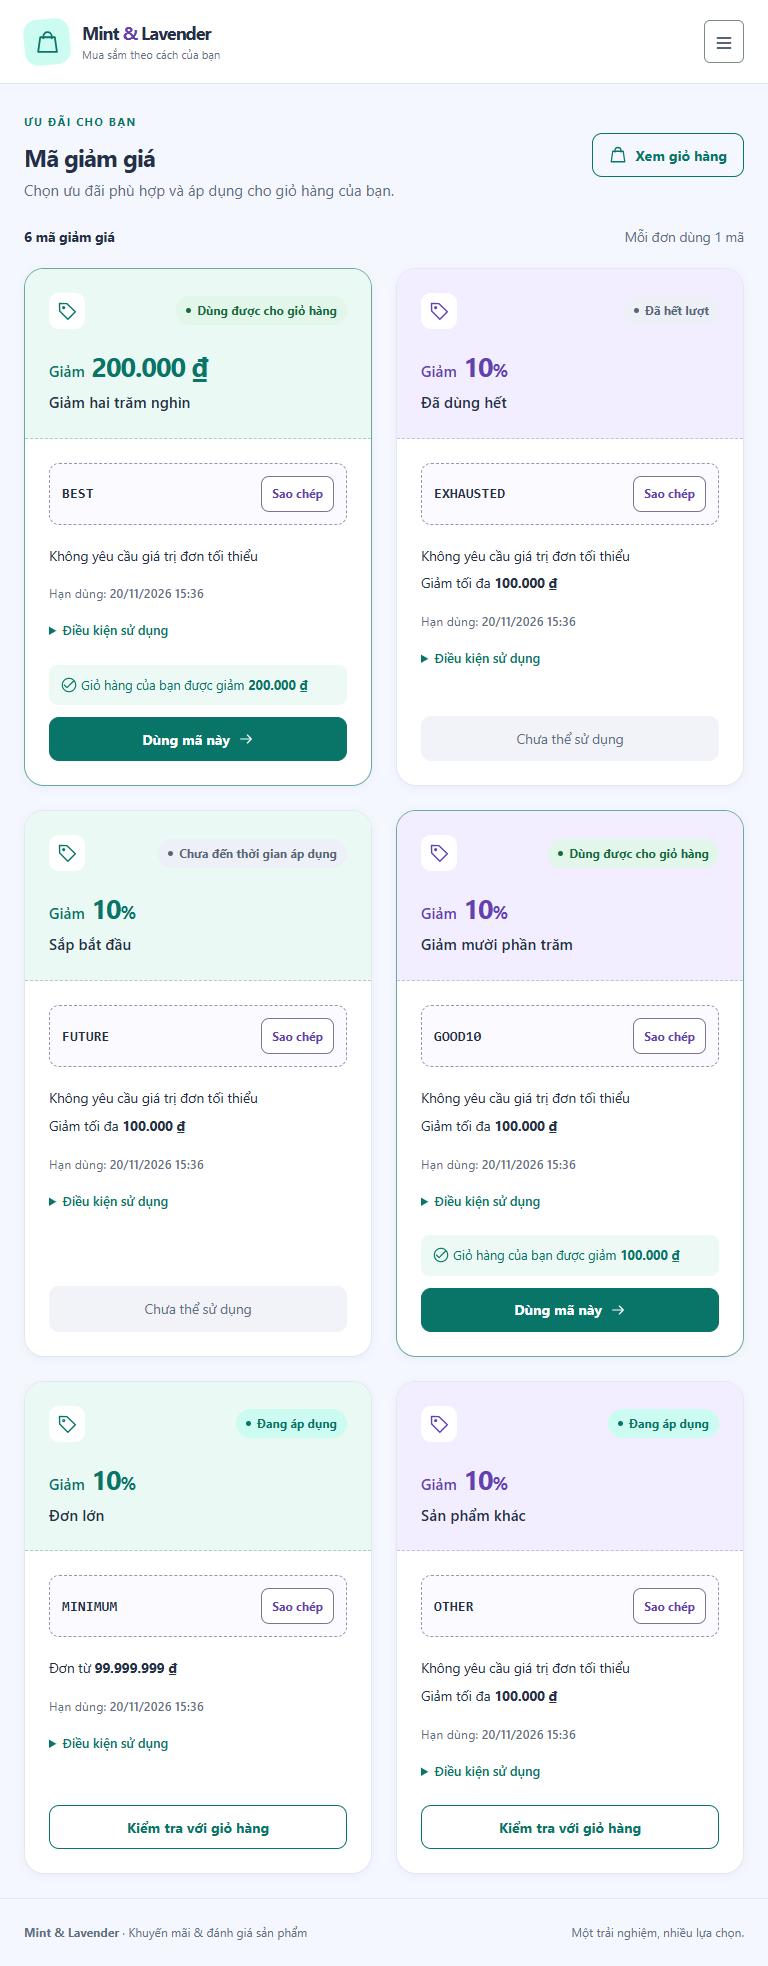 Mint & Lavender
Mua sắm theo cách của bạn
ƯU ĐÃI CHO BẠN
Mã giảm giá
Chọn ưu đãi phù hợp và áp dụng cho giỏ hàng của bạn.
Xem giỏ hàng
6 mã giảm giá
Mỗi đơn dùng 1 mã
Dùng được cho giỏ hàng
Giảm 200.000 ₫
Giảm hai trăm nghìn
BEST
Sao chép
Không yêu cầu giá trị đơn tối thiểu
Hạn dùng: 20/11/2026 15:36
Điều kiện sử dụng
Giỏ hàng của bạn được giảm 200.000 ₫
Dùng mã này
Đã hết lượt
Giảm 10%
Đã dùng hết
EXHAUSTED
Sao chép
Không yêu cầu giá trị đơn tối thiểu
Giảm tối đa 100.000 ₫
Hạn dùng: 20/11/2026 15:36
Điều kiện sử dụng
Chưa thể sử dụng
Chưa đến thời gian áp dụng
Giảm 10%
Sắp bắt đầu
FUTURE
Sao chép
Không yêu cầu giá trị đơn tối thiểu
Giảm tối đa 100.000 ₫
Hạn dùng: 20/11/2026 15:36
Điều kiện sử dụng
Chưa thể sử dụng
Dùng được cho giỏ hàng
Giảm 10%
Giảm mười phần trăm
GOOD10
Sao chép
Không yêu cầu giá trị đơn tối thiểu
Giảm tối đa 100.000 ₫
Hạn dùng: 20/11/2026 15:36
Điều kiện sử dụng
Giỏ hàng của bạn được giảm 100.000 ₫
Dùng mã này
Đang áp dụng
Giảm 10%
Đơn lớn
MINIMUM
Sao chép
Đơn từ 99.999.999 ₫
Hạn dùng: 20/11/2026 15:36
Điều kiện sử dụng
Kiểm tra với giỏ hàng
Đang áp dụng
Giảm 10%
Sản phẩm khác
OTHER
Sao chép
Không yêu cầu giá trị đơn tối thiểu
Giảm tối đa 100.000 ₫
Hạn dùng: 20/11/2026 15:36
Điều kiện sử dụng
Kiểm tra với giỏ hàng
Mint & Lavender · Khuyến mãi & đánh giá sản phẩm
Một trải nghiệm, nhiều lựa chọn.